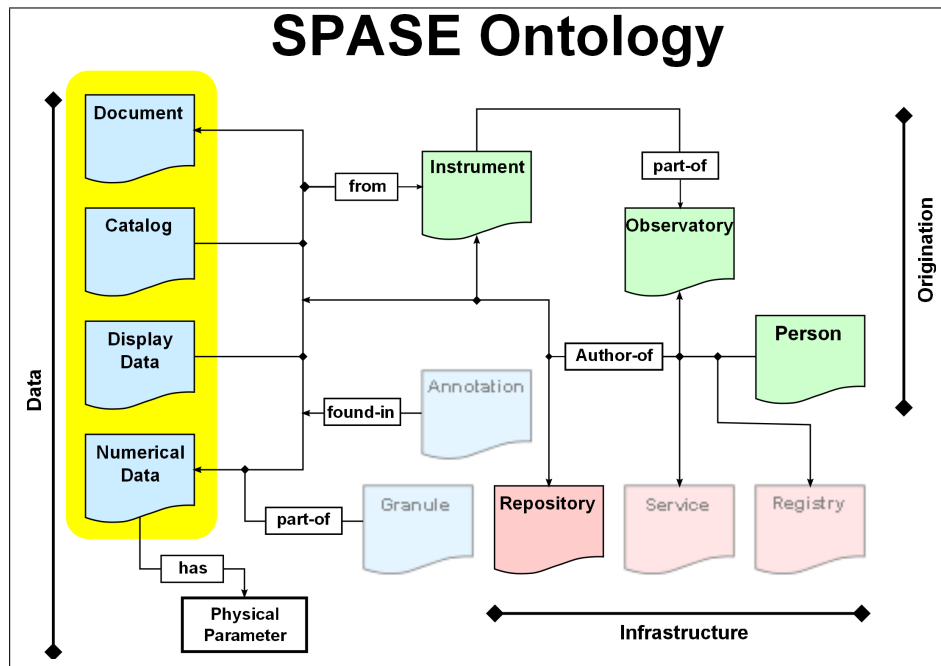 SPASE Ontology
Document
Instrument
part-of
from
Catalog
Observatory
Origination
Display
Data
Person
Author-of
Data
Annotation
found-in
Numerical
Data
Granule
Repository
Service
Registry
part-of
has
Physical
Parameter
Infrastructure